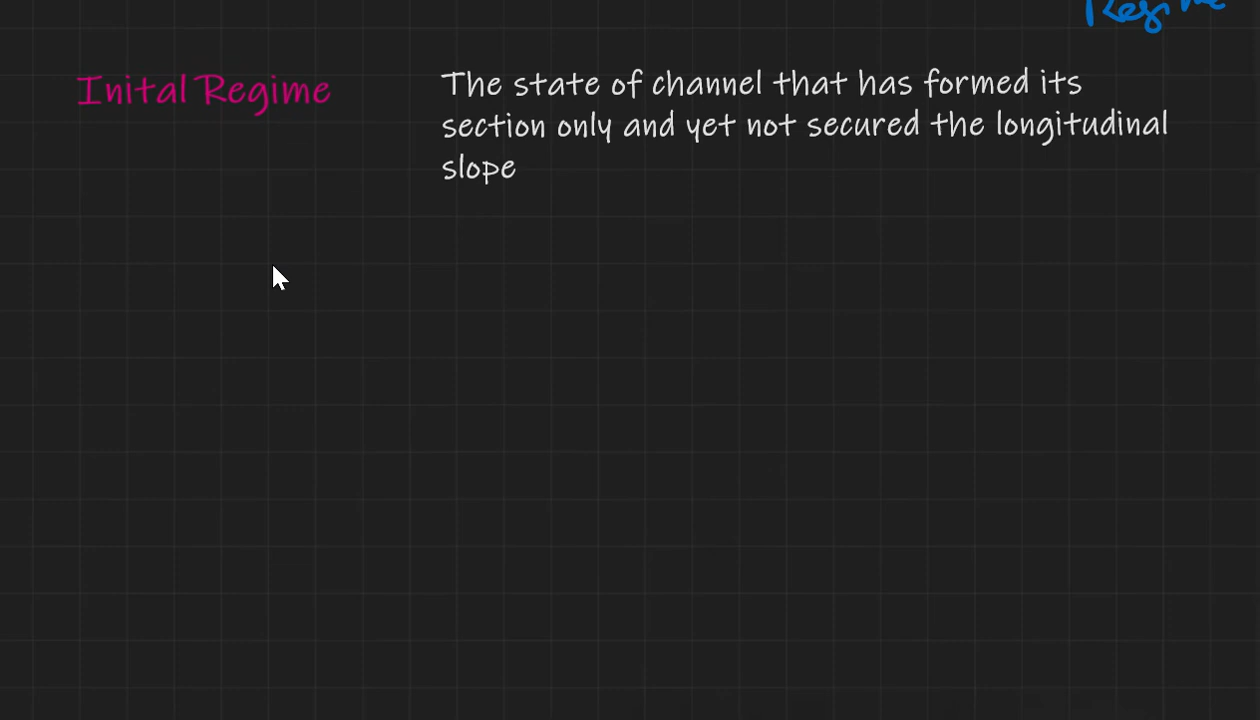 Regime
Inital Regime
The state of channel that has formed its
section only and yet not secured the longitudinal
slope